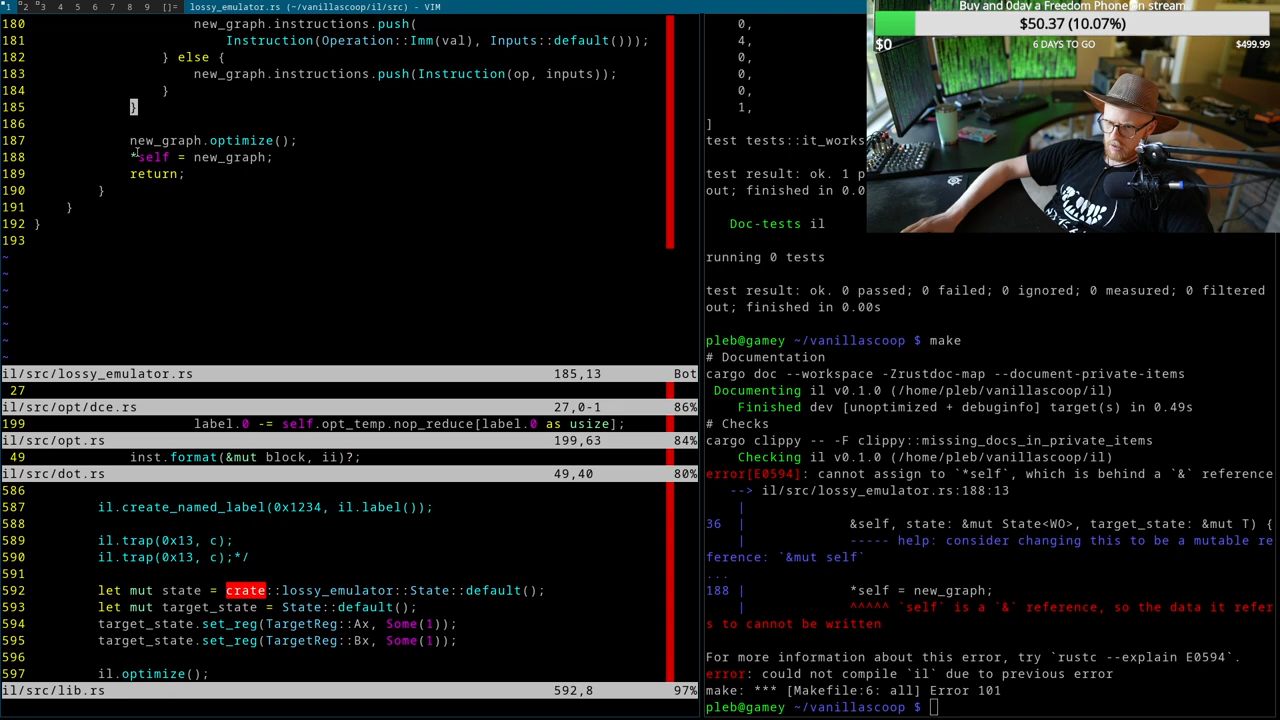 1 2 3 4 5 6 7 8 9 []= lossy_emulator.rs (~/vanillascoop/il/src) - VIM
180 new_graph.instructions.push(
181 Instruction(Operation::Imm(val), Inputs::default()));
182 } else {
183 new_graph.instructions.push(Instruction(op, inputs));
184 }
185 }
186
187 new_graph.optimize();
188 *self = new_graph;
189 return;
190 }
191 }
192 }
193
~
~
~
~
~
~
~
il/src/lossy_emulator.rs 185,13 Bot
27
il/src/opt/dce.rs 27,0-1 86%
199 label.0 -= self.opt_temp.nop_reduce[label.0 as usize];
il/src/opt.rs 199,63 84%
49 inst.format(&mut block, ii)?;
il/src/dot.rs 49,40 80%
586
587 il.create_named_label(0x1234, il.label());
588
589 il.trap(0x13, c);
590 il.trap(0x13, c);*/
591
592 let mut state = crate::lossy_emulator::State::default();
593 let mut target_state = State::default();
594 target_state.set_reg(TargetReg::Ax, Some(1));
595 target_state.set_reg(TargetReg::Bx, Some(1));
596
597 il.optimize();
il/src/lib.rs 592,8 97%
0,
4,
0,
0,
0,
1,
]
test tests::it_works
test result: ok. 1 p
out; finished in 0.0
Doc-tests il
running 0 tests
test result: ok. 0 passed; 0 failed; 0 ignored; 0 measured; 0 filtered
out; finished in 0.00s
pleb@gamey ~/vanillascoop $ make
# Documentation
cargo doc --workspace -Zrustdoc-map --document-private-items
Documenting il v0.1.0 (/home/pleb/vanillascoop/il)
Finished dev [unoptimized + debuginfo] target(s) in 0.49s
# Checks
cargo clippy -- -F clippy::missing_docs_in_private_items
Checking il v0.1.0 (/home/pleb/vanillascoop/il)
error[E0594]: cannot assign to `*self`, which is behind a `&` reference
--> il/src/lossy_emulator.rs:188:13
|
36 | &self, state: &mut State<WO>, target_state: &mut T) {
| ----- help: consider changing this to be a mutable re
ference: `&mut self`
...
188 | *self = new_graph;
| ^^^^^ `self` is a `&` reference, so the data it refer
s to cannot be written
For more information about this error, try `rustc --explain E0594`.
error: could not compile `il` due to previous error
make: *** [Makefile:6: all] Error 101
pleb@gamey ~/vanillascoop $
Buy and 0day a Freedom Phone on stream
$50.37 (10.07%)
$0 6 DAYS TO GO $499.99